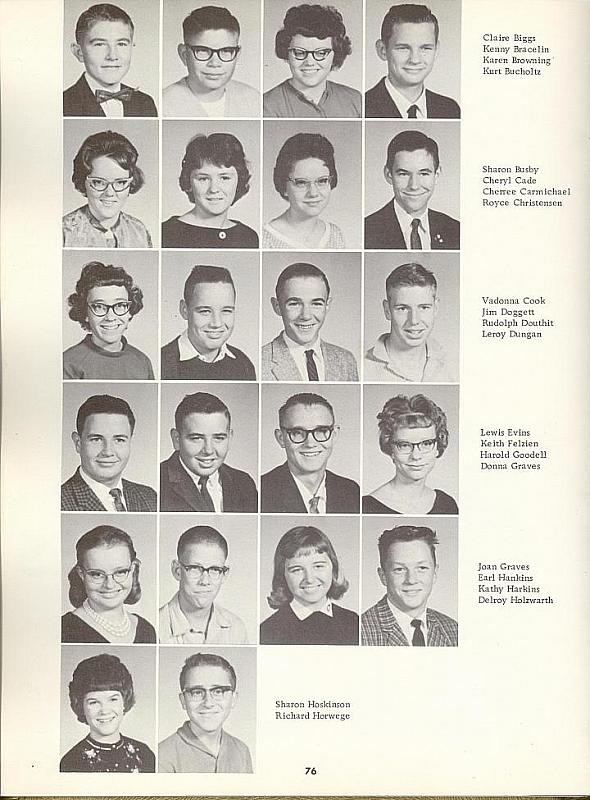 Claire Biggs
Kenny Bracelin
Karen Browning
Kurt Bucholtz
Sharon Busby
Cheryl Cade
Cherree Carmichael
Royce Christensen
Vadonna Cook
Jim Doggett
Rudolph Douthit
Leroy Dungan
Lewis Evins
Keith Felzien
Harold Goodell
Donna Graves
Joan Graves
Earl Hankins
Kathy Harkins
Delroy Holzwarth
Sharon Hoskinson
Richard Horwege
76